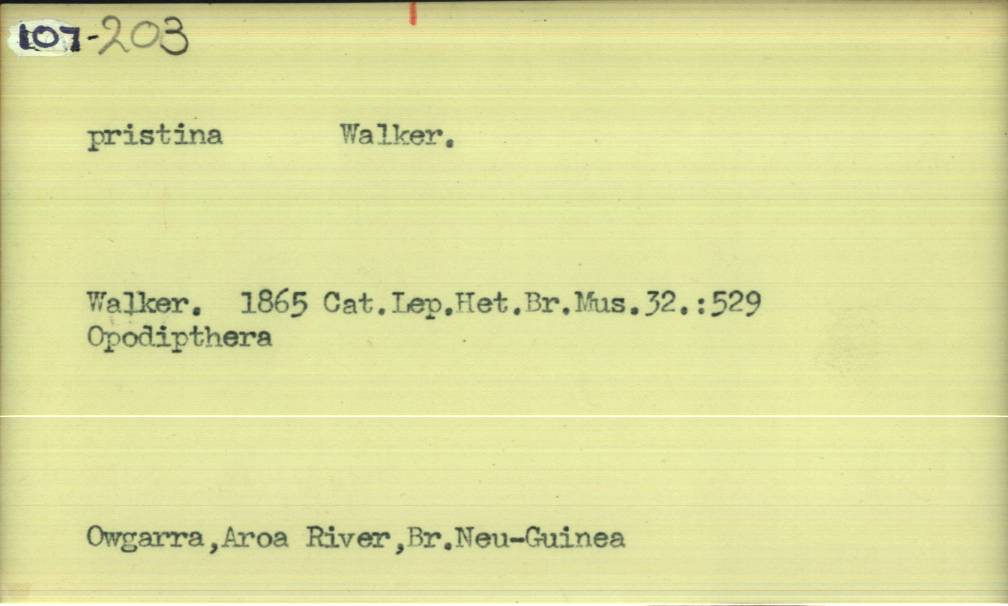 107-203
pristina Walker.
Walker. 1865 Cat.Lep.Het.Br.Mus.32.:529
Opodipthera
Owgarra,Aroa River,Br.Neu-Guinea